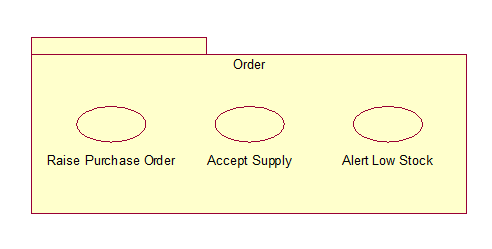 Order
Raise Purchase Order
Accept Supply
Alert Low Stock